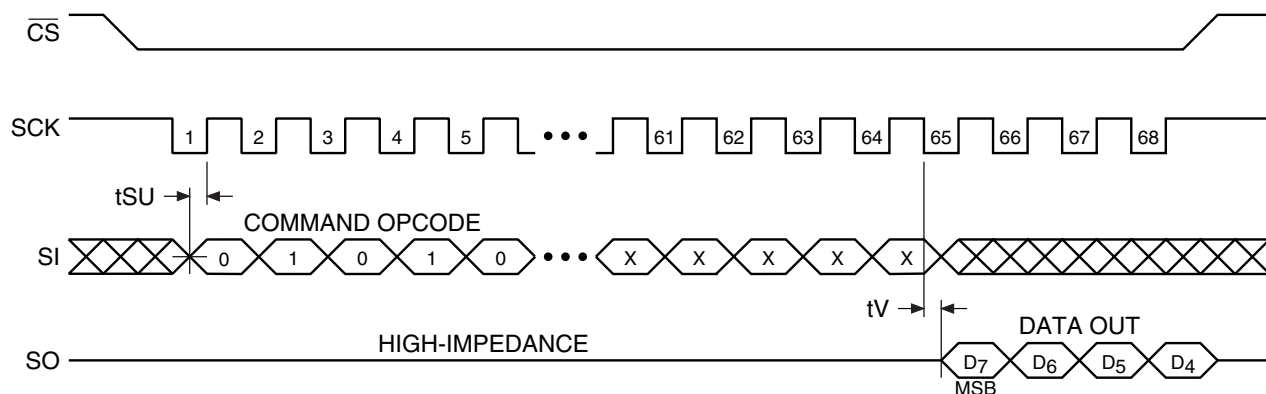 CS
SCK 1 2 3 4 5 ••• 61 62 63 64 65 66 67 68
tSU
COMMAND OPCODE
SI 0 1 0 1 0 ••• X X X X X
tV
HIGH-IMPEDANCE
DATA OUT
SO D7 D6 D5 D4
MSB